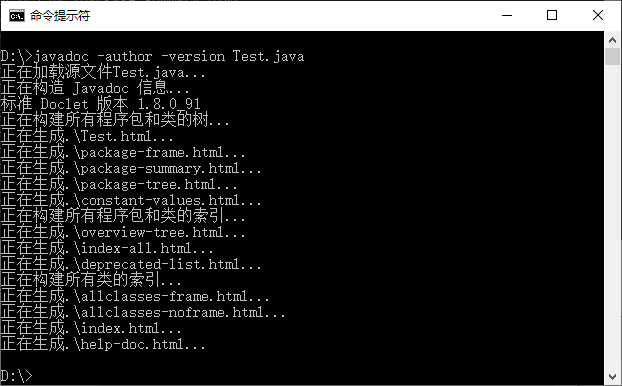 命令提示符
D:\>javadoc -author -version Test.java
正在加载源文件Test.java...
正在构造 Javadoc 信息...
标准 Doclet 版本 1.8.0_91
正在构建所有程序包和类的树...
正在生成.\Test.html...
正在生成.\package-frame.html...
正在生成.\package-summary.html...
正在生成.\package-tree.html...
正在生成.\constant-values.html...
正在构建所有程序包和类的索引...
正在生成.\overview-tree.html...
正在生成.\index-all.html...
正在生成.\deprecated-list.html...
正在构建所有类的索引...
正在生成.\allclasses-frame.html...
正在生成.\allclasses-noframe.html...
正在生成.\index.html...
正在生成.\help-doc.html...
D:\>